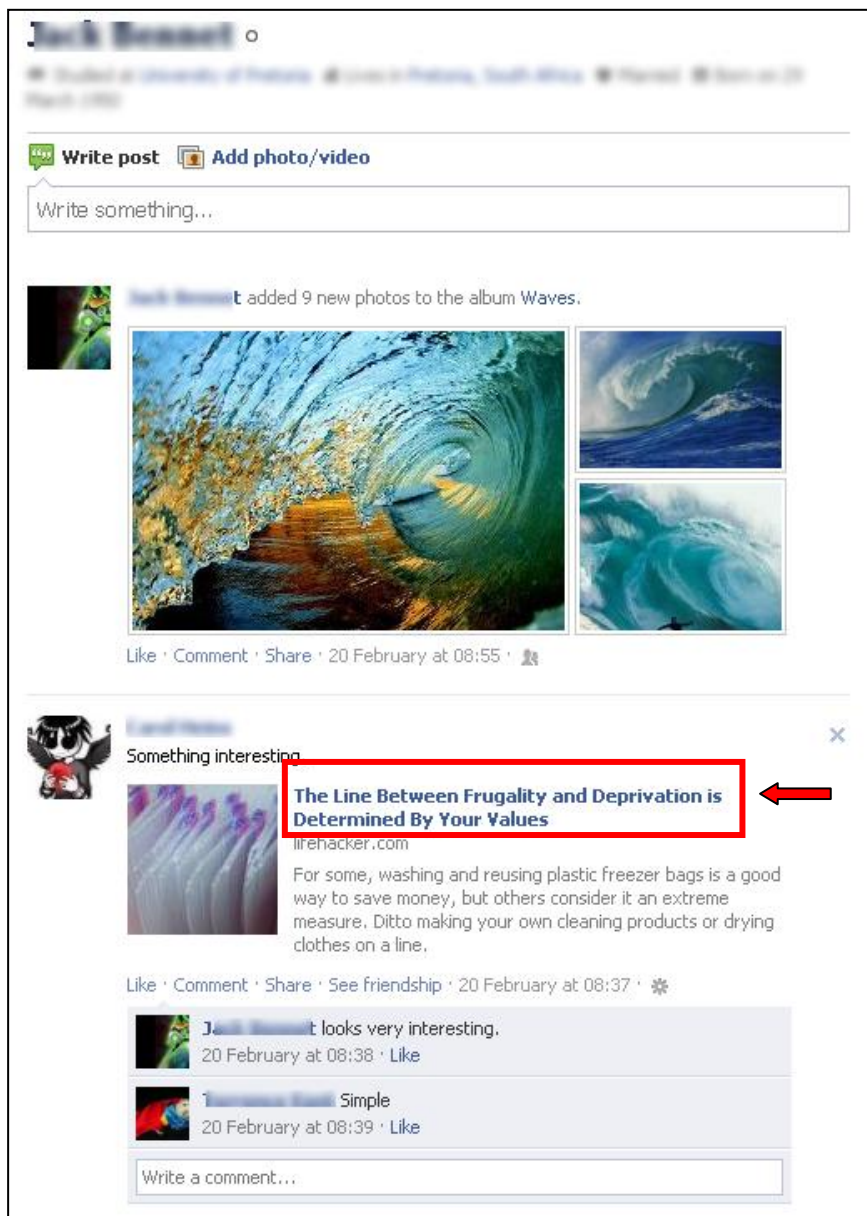 Write post Add photo/video
Write something...
t added 9 new photos to the album Waves.
Like · Comment · Share · 20 February at 08:55 ·
Something interesting
The Line Between Frugality and Deprivation is
Determined By Your Values
lifehacker.com
For some, washing and reusing plastic freezer bags is a good
way to save money, but others consider it an extreme
measure. Ditto making your own cleaning products or drying
clothes on a line.
Like · Comment · Share · See friendship · 20 February at 08:37 ·
J t looks very interesting.
20 February at 08:38 · Like
Simple
20 February at 08:39 · Like
Write a comment...